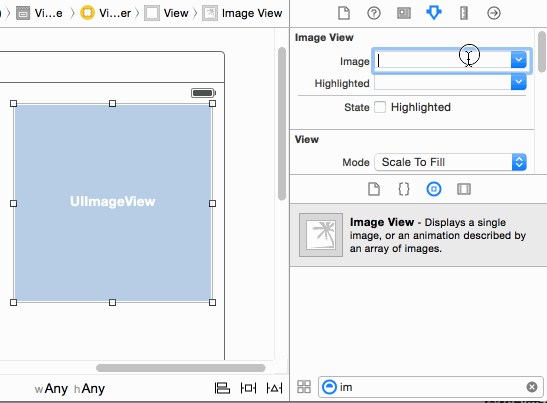 Vi...e Vi...er View Image View
Image View
Image
Highlighted
State Highlighted
View
Mode Scale To Fill
UIImageView
Image View - Displays a single
image, or an animation described by
an array of images.
wAny hAny
im